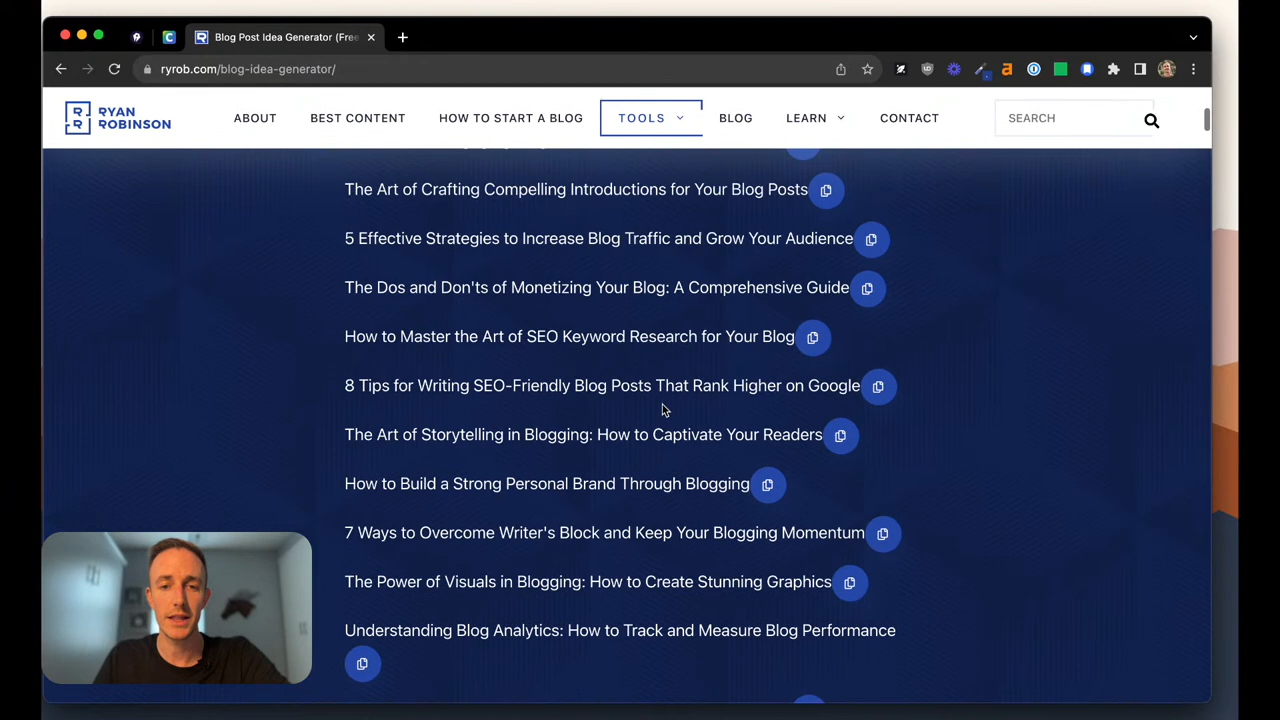 Blog Post Idea Generator (Free
ryrob.com/blog-idea-generator/
RYAN
ROBINSON
ABOUT
BEST CONTENT
HOW TO START A BLOG
TOOLS
BLOG
LEARN
CONTACT
SEARCH
The Art of Crafting Compelling Introductions for Your Blog Posts
5 Effective Strategies to Increase Blog Traffic and Grow Your Audience
The Dos and Don'ts of Monetizing Your Blog: A Comprehensive Guide
How to Master the Art of SEO Keyword Research for Your Blog
8 Tips for Writing SEO-Friendly Blog Posts That Rank Higher on Google
The Art of Storytelling in Blogging: How to Captivate Your Readers
How to Build a Strong Personal Brand Through Blogging
7 Ways to Overcome Writer's Block and Keep Your Blogging Momentum
The Power of Visuals in Blogging: How to Create Stunning Graphics
Understanding Blog Analytics: How to Track and Measure Blog Performance